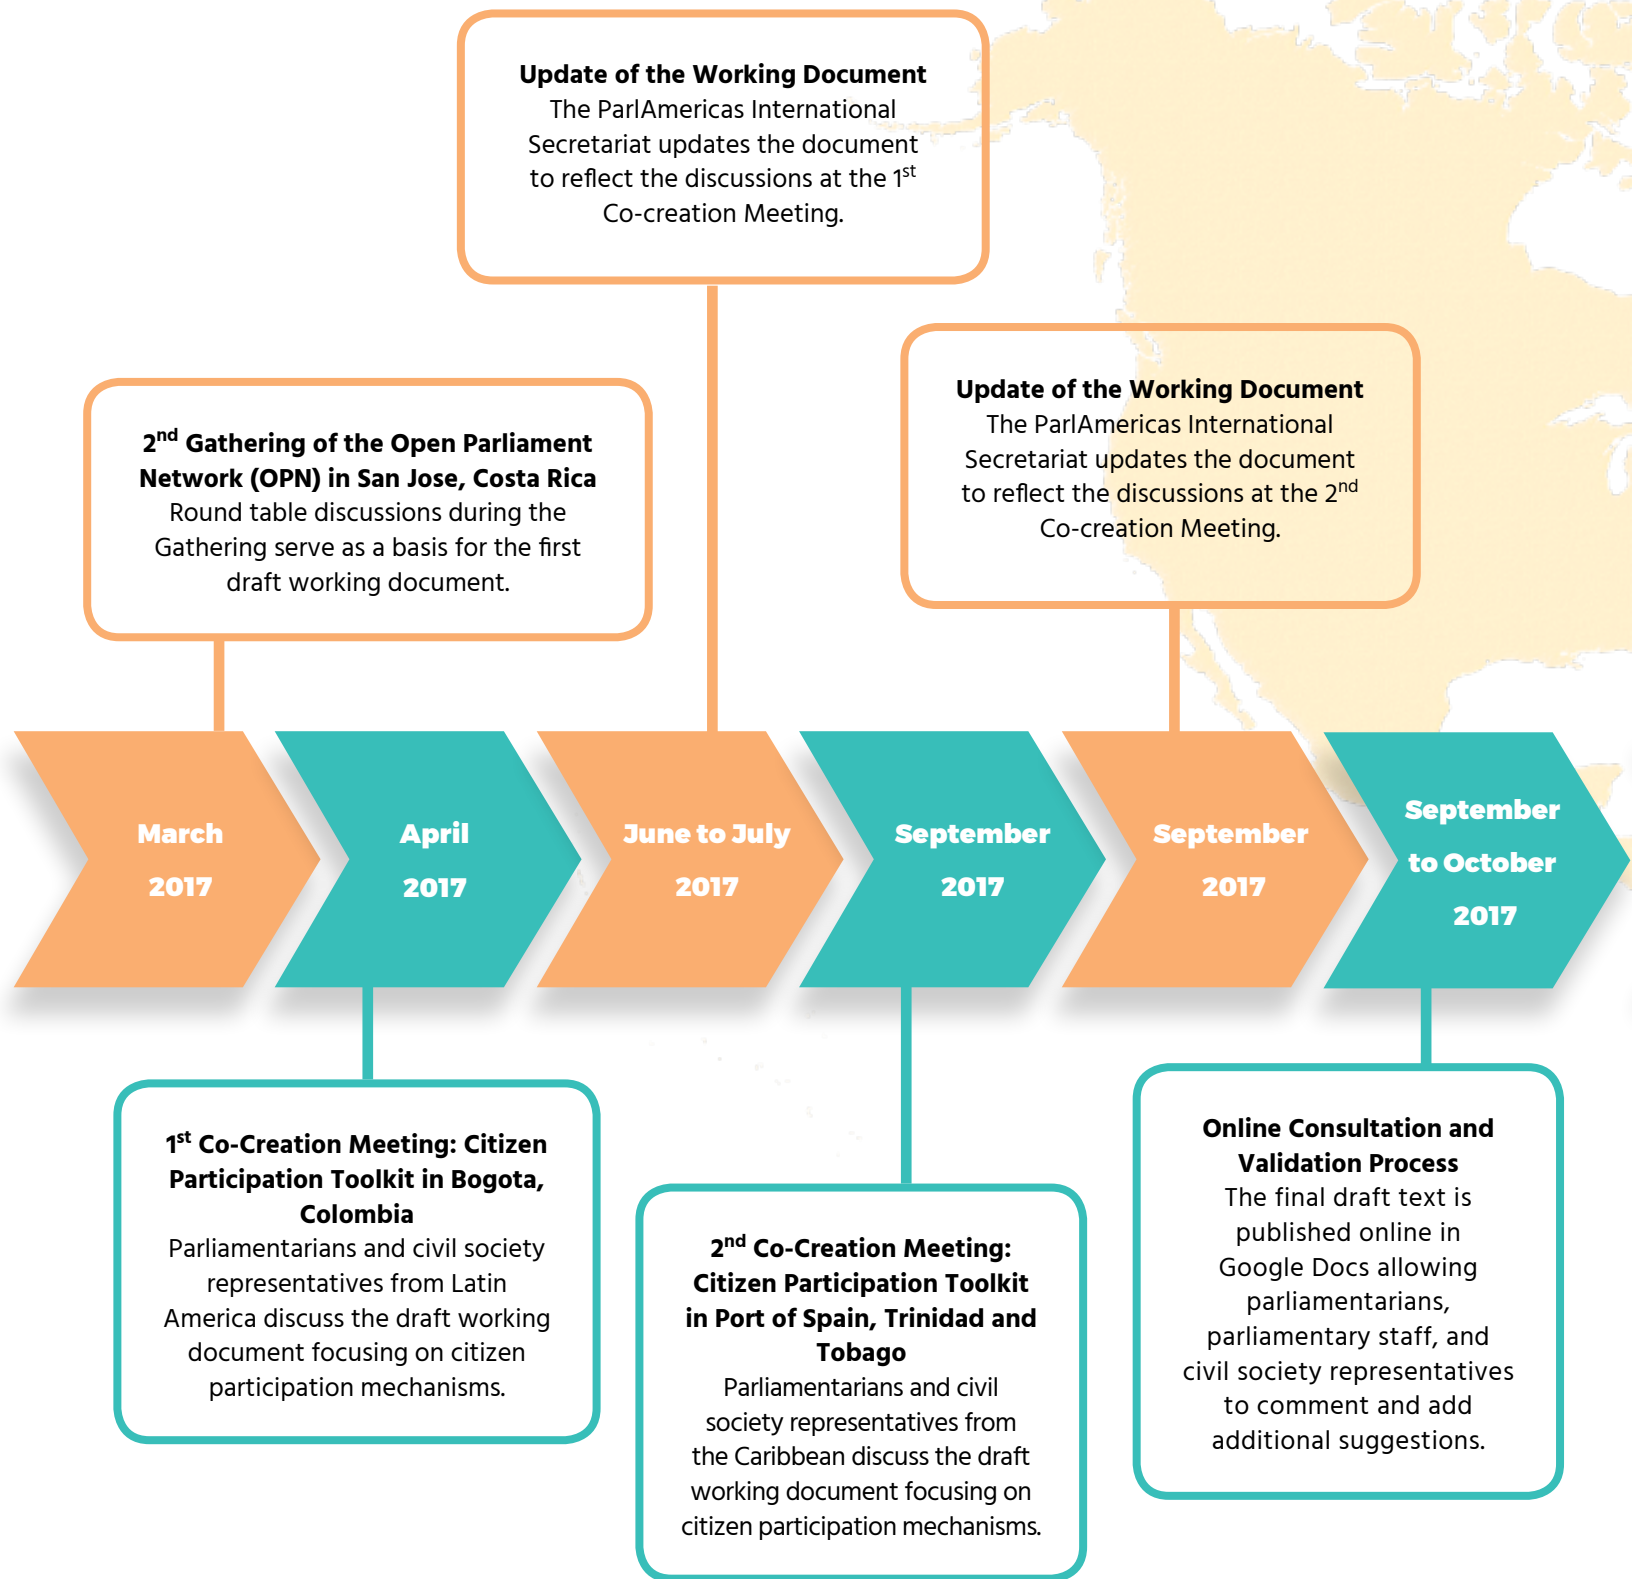 Update of the Working Document
The ParlAmericas International
Secretariat updates the document
to reflect the discussions at the 1st
Co-creation Meeting.
Update of the Working Document
The ParlAmericas International
Secretariat updates the document
to reflect the discussions at the 2nd
Co-creation Meeting.
2nd Gathering of the Open Parliament
Network (OPN) in San Jose, Costa Rica
Round table discussions during the
Gathering serve as a basis for the first
draft working document.
March
2017
April
2017
June to July
2017
September
2017
September
2017
September
to October
2017
1st Co-Creation Meeting: Citizen
Participation Toolkit in Bogota,
Colombia
Parliamentarians and civil society
representatives from Latin
America discuss the draft working
document focusing on citizen
participation mechanisms.
2nd Co-Creation Meeting:
Citizen Participation Toolkit
in Port of Spain, Trinidad and
Tobago
Parliamentarians and civil
society representatives from
the Caribbean discuss the draft
working document focusing on
citizen participation mechanisms.
Online Consultation and
Validation Process
The final draft text is
published online in
Google Docs allowing
parliamentarians,
parliamentary staff, and
civil society representatives
to comment and add
additional suggestions.